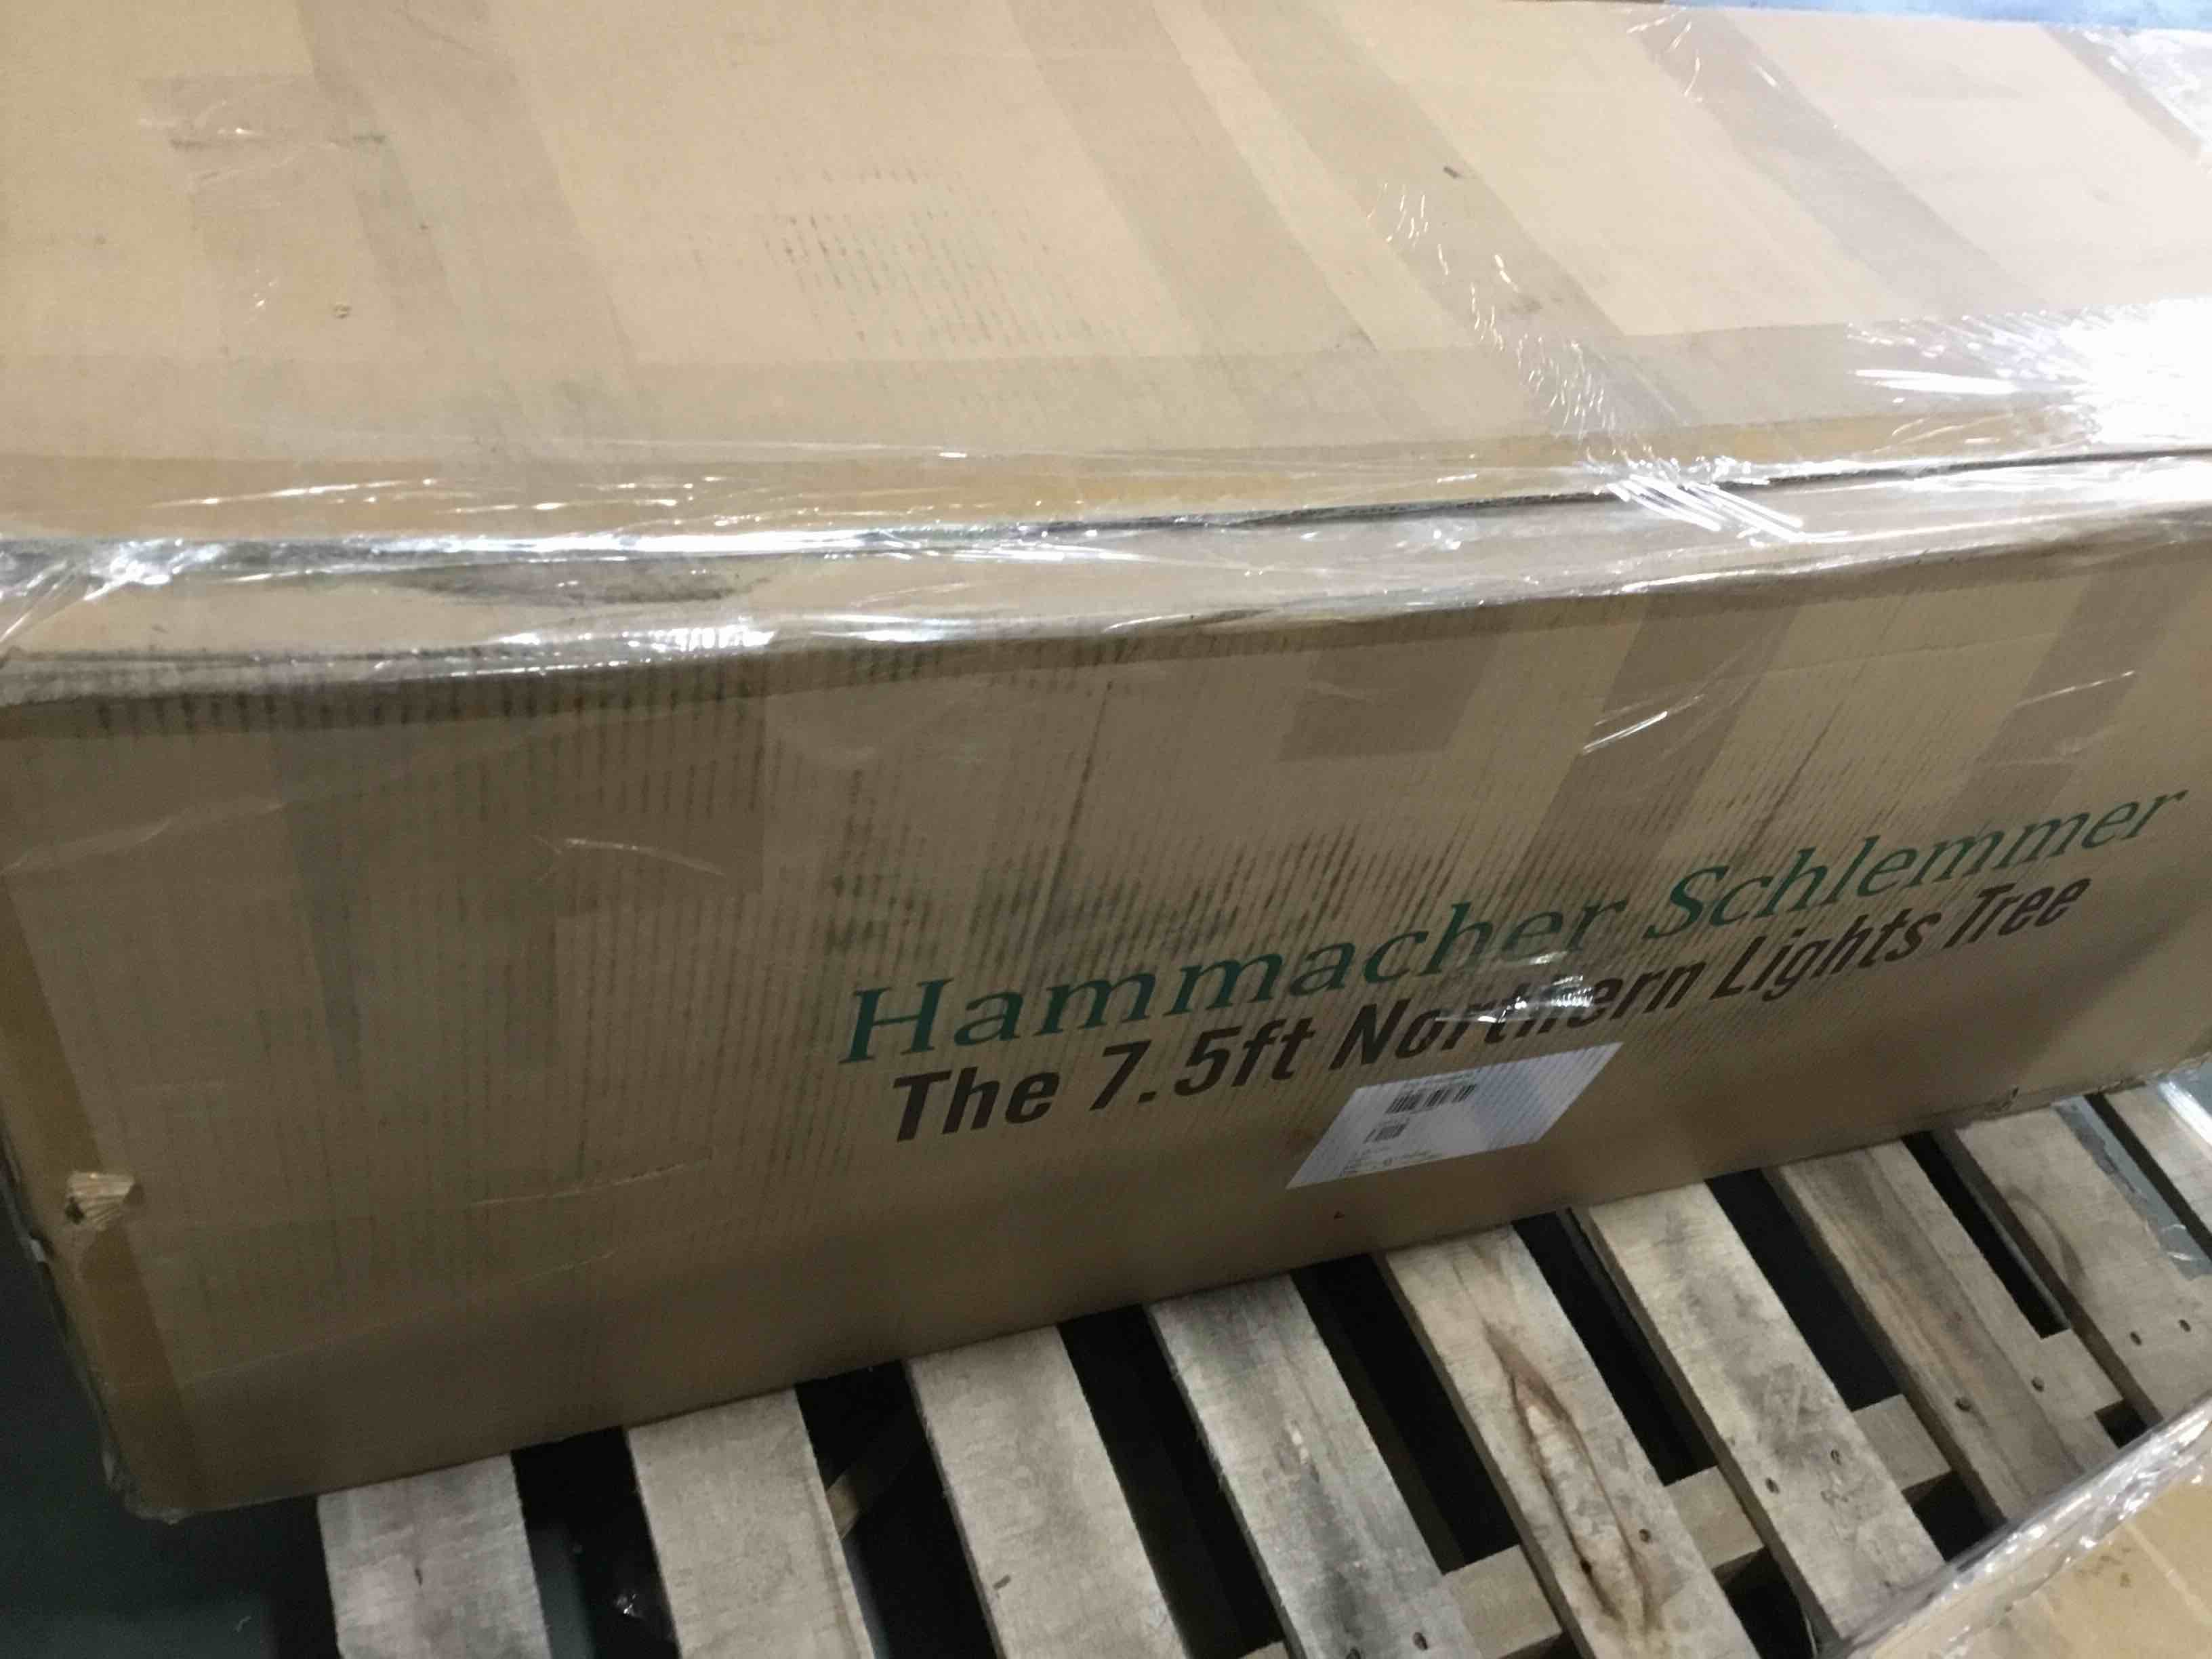 Hammacher Schlemmer
The 7.5ft Northern Lights Tree